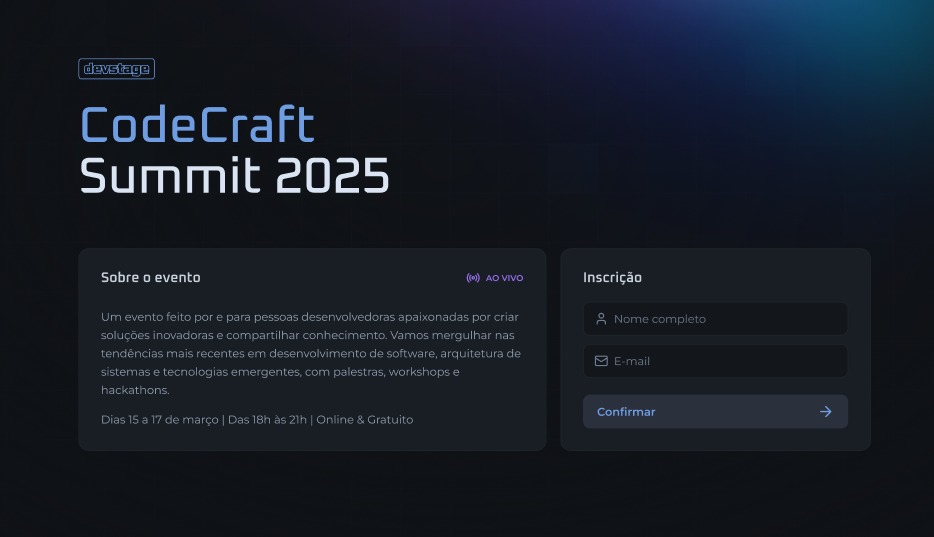 devstage
CodeCraft
Summit 2025
Sobre o evento
AO VIVO
Um evento feito por e para pessoas desenvolvedoras apaixonadas por criar
soluções inovadoras e compartilhar conhecimento. Vamos mergulhar nas
tendências mais recentes em desenvolvimento de software, arquitetura de
sistemas e tecnologias emergentes, com palestras, workshops e
hackathons.
Dias 15 a 17 de março | Das 18h às 21h | Online & Gratuito
Inscrição
Nome completo
E-mail
Confirmar